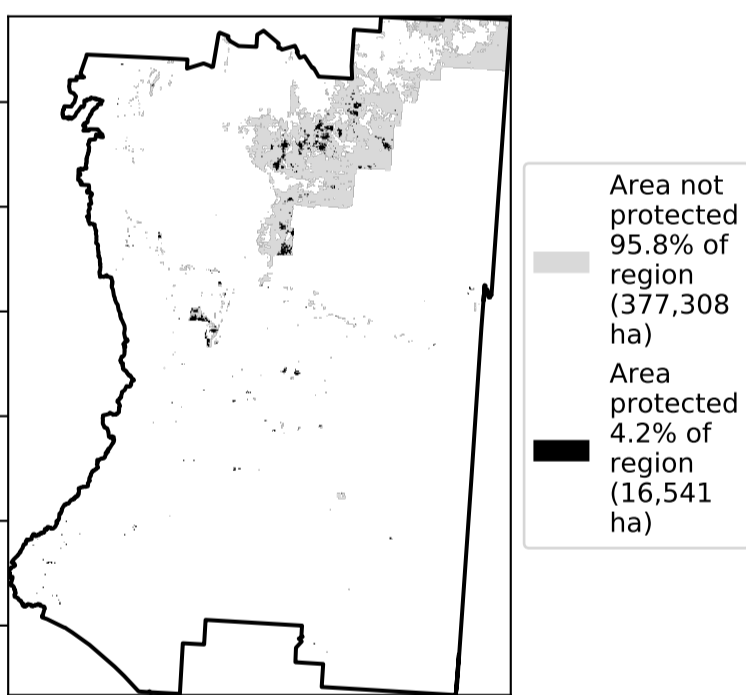 Area not
protected
95.8% of
region
(377,308
ha)
Area
protected
4.2% of
region
(16,541
ha)